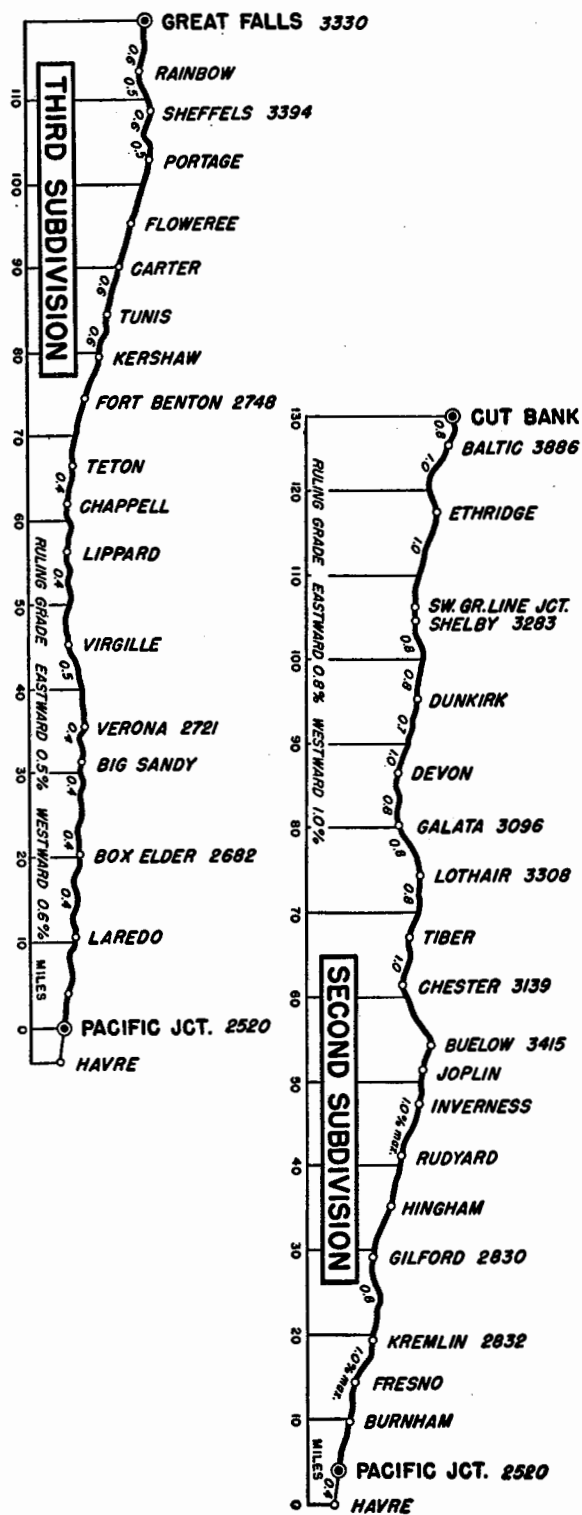 GREAT FALLS 3330
0.6
RAINBOW
0.5
110
SHEFFELS 3394
0.6
0.5
PORTAGE
100
FLOWEREE
90
CARTER
0.6
TUNIS
0.6
80
KERSHAW
FORT BENTON 2748
70
TETON
0.4
CHAPPELL
60
LIPPARD
0.4
50
VIRGILLE
0.5
40
VERONA 2721
0.4
BIG SANDY
30
0.4
0.4
20
BOX ELDER 2682
0.4
LAREDO
10
MILES
0
PACIFIC JCT. 2520
HAVRE
THIRD SUBDIVISION
RULING GRADE EASTWARD 0.5% WESTWARD 0.6%
130
CUT BANK
0.8
BALTIC 3886
1.0
120
ETHRIDGE
1.0
110
SW. GR. LINE JCT.
SHELBY 3283
0.8
100
0.8
DUNKIRK
0.7
90
1.0
DEVON
0.8
80
GALATA 3096
0.8
LOTHAIR 3308
0.8
70
TIBER
1.0
CHESTER 3139
60
BUELOW 3415
JOPLIN
50
INVERNESS
1.0% max.
RUDYARD
40
HINGHAM
30
GILFORD 2830
0.8
20
KREMLIN 2832
1.0% max.
FRESNO
10
BURNHAM
MILES
PACIFIC JCT. 2520
0.4
0
HAVRE
SECOND SUBDIVISION
RULING GRADE EASTWARD 0.8% WESTWARD 1.0%